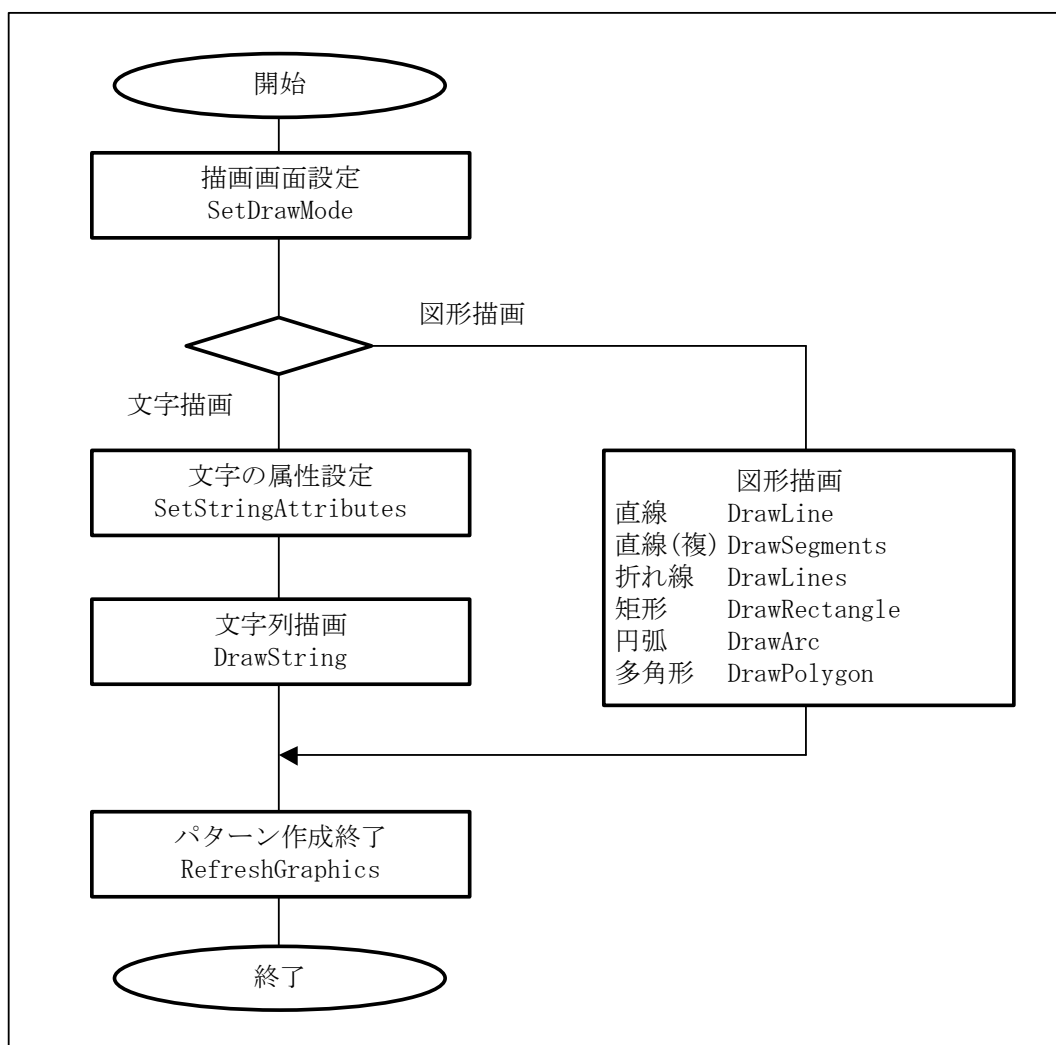 開始
描画画面設定
SetDrawMode
図形描画
文字描画
文字の属性設定
SetStringAttributes
文字列描画
DrawString
図形描画
直線 DrawLine
直線(複) DrawSegments
折れ線 DrawLines
矩形 DrawRectangle
円弧 DrawArc
多角形 DrawPolygon
パターン作成終了
RefreshGraphics
終了